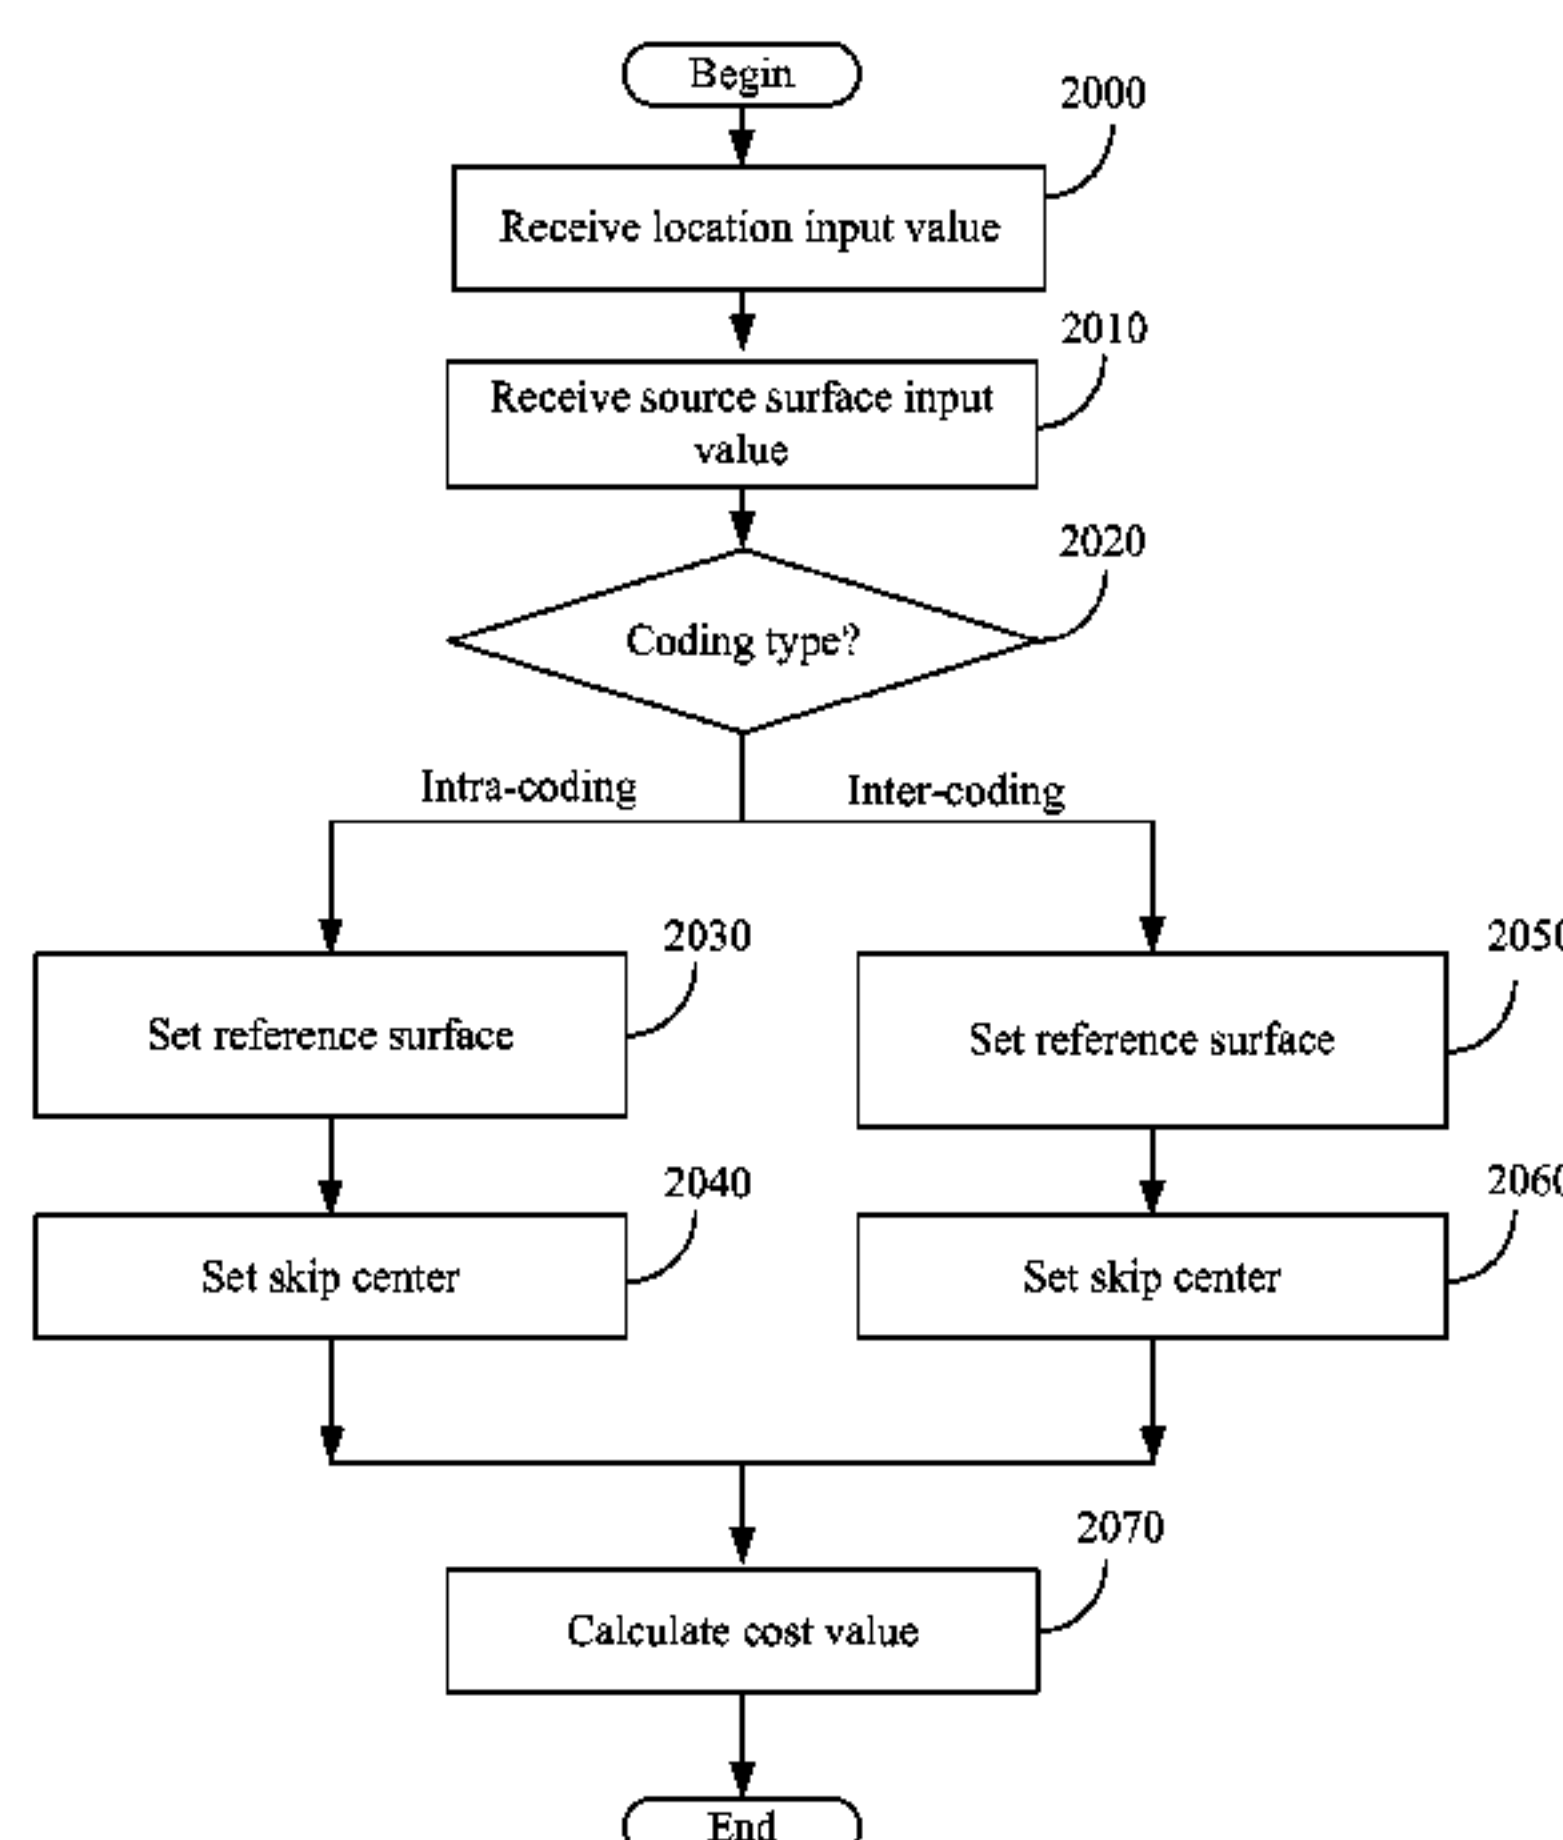 Begin
2000
Receive location input value
2010
Receive source surface input
value
2020
Coding type?
Intra-coding
Inter-coding
2030
2050
Set reference surface
Set reference surface
2040
2060
Set skip center
Set skip center
2070
Calculate cost value
End